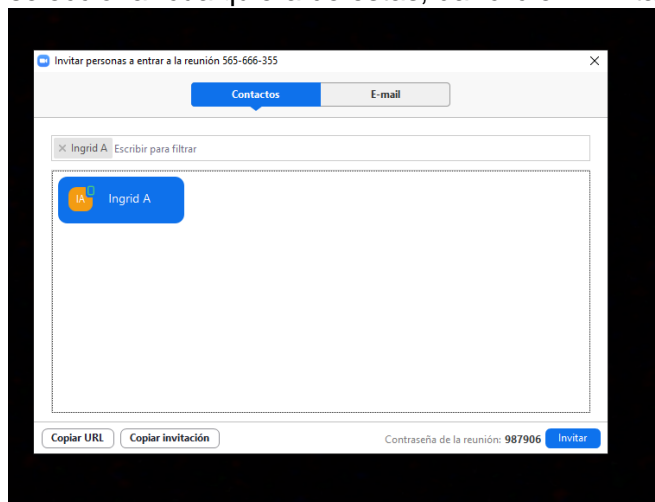 Invitar personas a entrar a la reunión 565-666-355
Contactos
E-mail
Ingrid A Escribir para filtrar
IA Ingrid A
Copiar URL
Copiar invitación
Contraseña de la reunión: 987906
Invitar